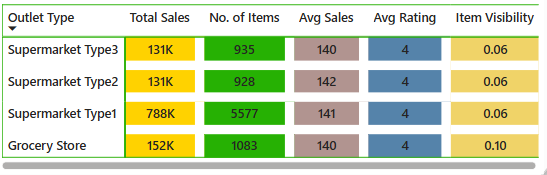 Outlet Type Total Sales No. of Items Avg Sales Avg Rating Item Visibility
Supermarket Type3 131K 935 140 4 0.06
Supermarket Type2 131K 928 142 4 0.06
Supermarket Type1 788K 5577 141 4 0.06
Grocery Store 152K 1083 140 4 0.10